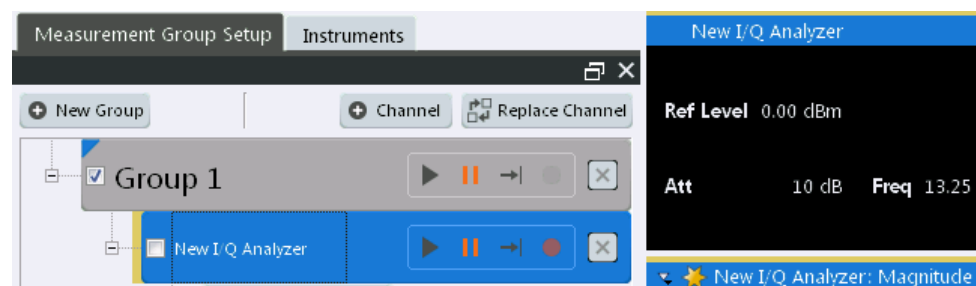 Measurement Group Setup Instruments
New Group Channel Replace Channel
Group 1
New I/Q Analyzer
New I/Q Analyzer
Ref Level 0.00 dBm
Att 10 dB Freq 13.25
New I/Q Analyzer: Magnitude